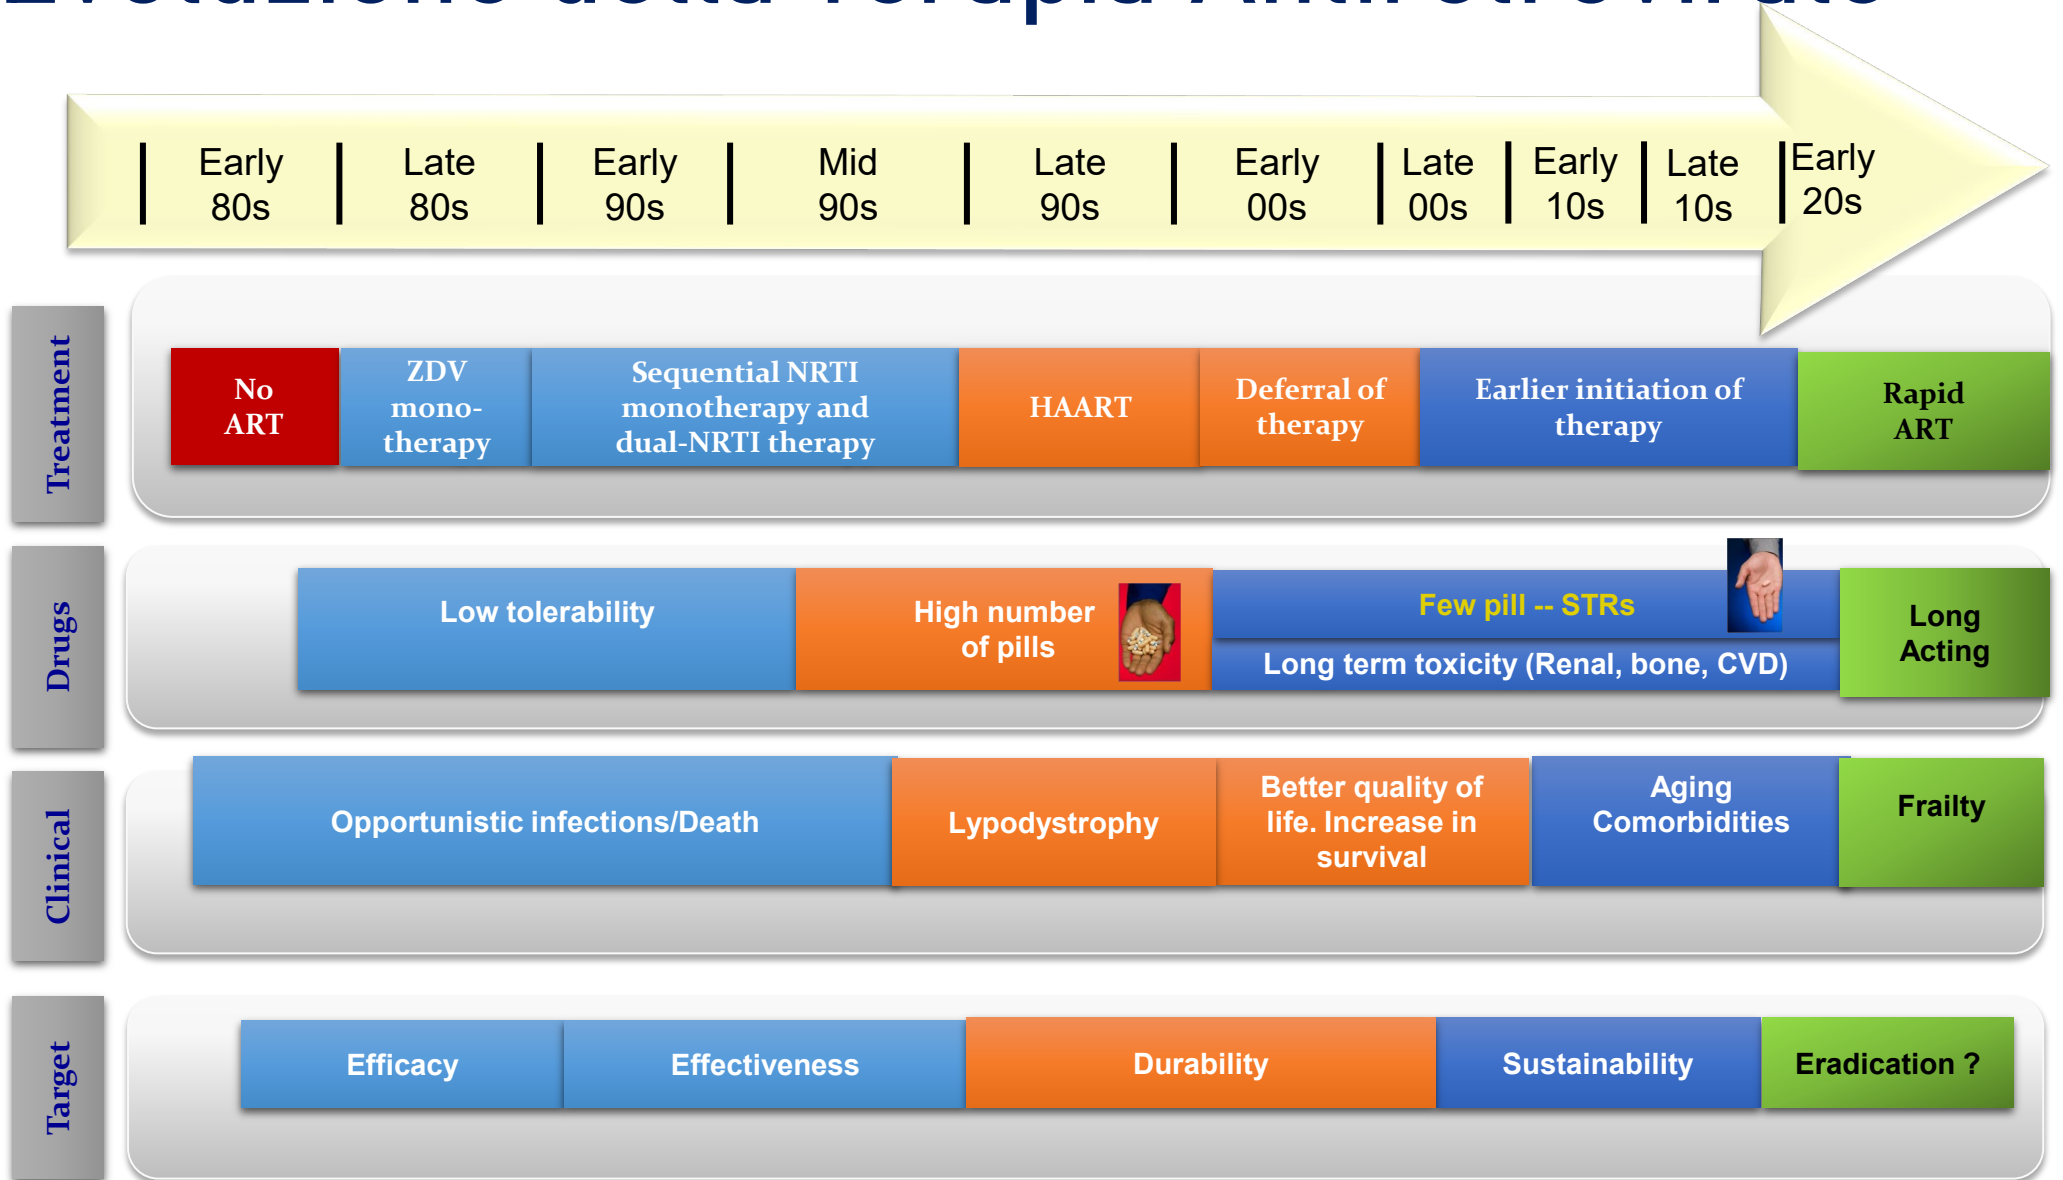 Evoluzione della Terapia Antiretrovirale
Early
80s
Late
80s
Early
90s
Mid
90s
Late
90s
Early
00s
Late
00s
Early
10s
Late
10s
Early
20s
Treatment
No
ART
ZDV
mono-
therapy
Sequential NRTI
monotherapy and
dual-NRTI therapy
HAART
Deferral of
therapy
Earlier initiation of
therapy
Rapid
ART
Drugs
Low tolerability
High number
of pills
Few pill -- STRs
Long term toxicity (Renal, bone, CVD)
Long
Acting
Clinical
Opportunistic infections/Death
Lypodystrophy
Better quality of
life. Increase in
survival
Aging
Comorbidities
Frailty
Target
Efficacy
Effectiveness
Durability
Sustainability
Eradication ?